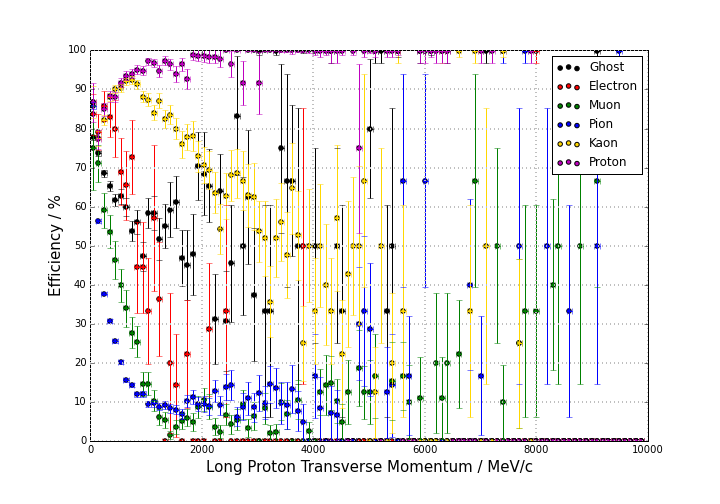 100
90
80
70
60
50
40
30
20
10
0
Efficiency / %
Ghost
Electron
Muon
Pion
Kaon
Proton
0
2000
4000
6000
8000
10000
Long Proton Transverse Momentum / MeV/c